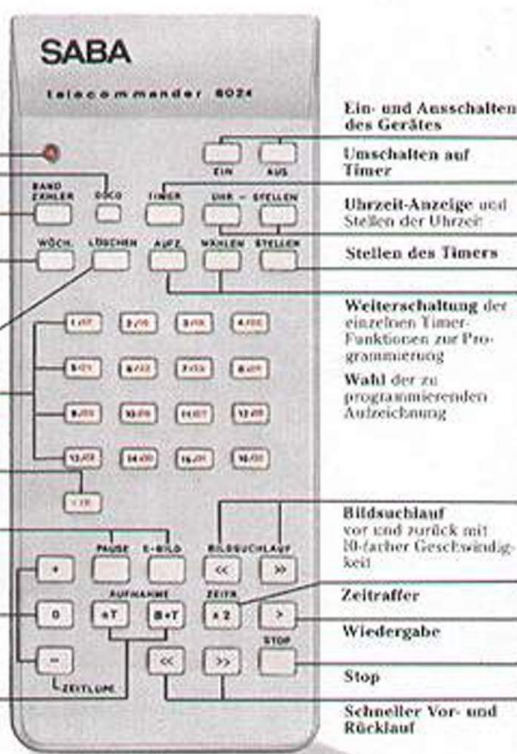 SABA
telecommander 6024
EIN AUS
BAND
ZÄHLER
TIMER
UHR - STELLEN
WÖCH. LÖSCHEN AUFZ. WÄHLEN STELLEN
PAUSE E-BILD BILDSUCHLAUF
+ << >>
AUFNAHME ZEITR.
0 +T B+T x 2 >
STOP
- << >>
ZEITLUPE
Ein- und Ausschalten
des Gerätes
Umschalten auf
Timer
Uhrzeit-Anzeige und
Stellen der Uhrzeit
Stellen des Timers
Weiterschaltung der
einzelnen Timer-
Funktionen zur Pro-
grammierung
Wahl der zu
programmierenden
Aufzeichnung
Bildsuchlauf
vor und zurück mit
10-facher Geschwindig-
keit
Zeitraffer
Wiedergabe
Stop
Schneller Vor- und
Rücklauf